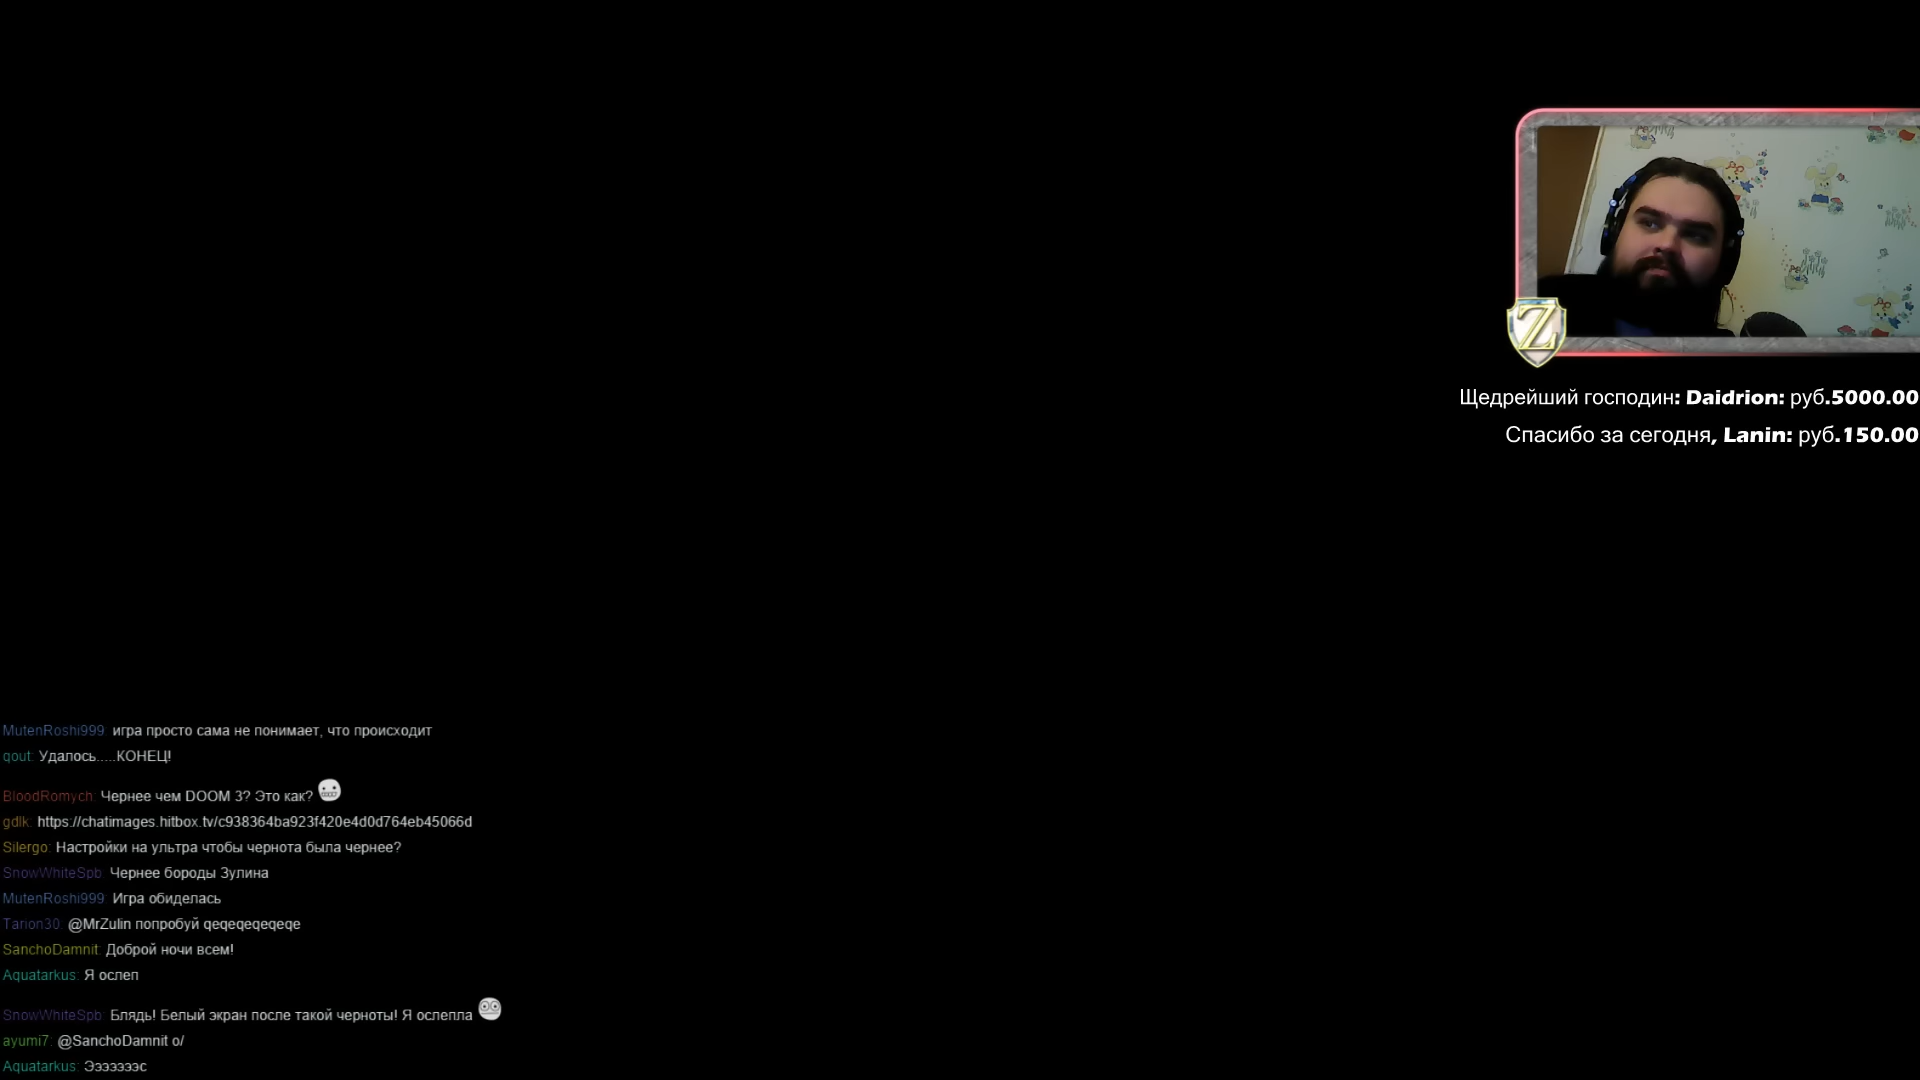 Z
Щедрейший господин: Daidrion: руб.5000.00
Спасибо за сегодня, Lanin: руб.150.00
MutenRoshi999: игра просто сама не понимает, что происходит
qout: Удалось.....КОНЕЦ!
BloodRomych: Чернее чем DOOM 3? Это как?
gdlk: https://chatimages.hitbox.tv/c938364ba923f420e4d0d764eb45066d
Silergo: Настройки на ультра чтобы чернота была чернее?
SnowWhiteSpb: Чернее бороды Зулина
MutenRoshi999: Игра обиделась
Tarion30: @MrZulin попробуй qeqeqeqeqeqe
SanchoDamnit: Доброй ночи всем!
Aquatarkus: Я ослеп
SnowWhiteSpb: Блядь! Белый экран после такой черноты! Я ослепла
ayumi7: @SanchoDamnit o/
Aquatarkus: Эээээээс